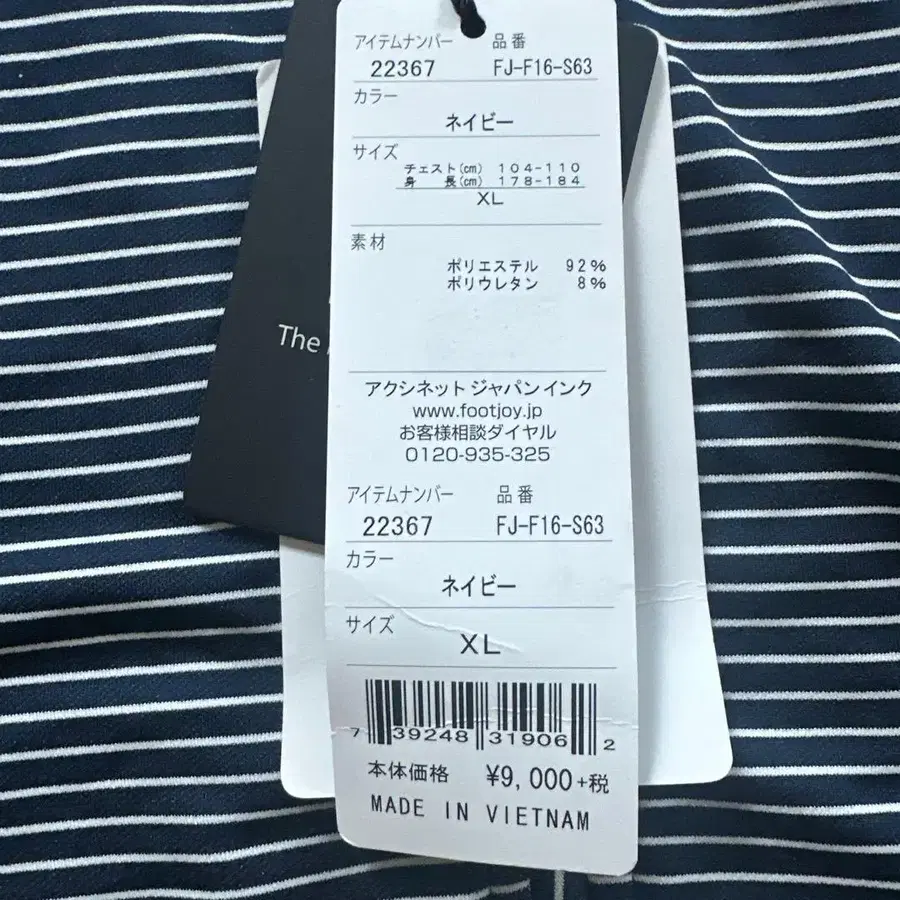 アイテムナンバー 品番
22367 FJ-F16-S63
カラー
ネイビー
サイズ
チェスト(cm) 104-110
身 長(cm) 178-184
XL
素材
ポリエステル 92%
ポリウレタン 8%
The
アクシネット ジャパン インク
www.footjoy.jp
お客様相談ダイヤル
0120-935-325
アイテムナンバー 品番
22367 FJ-F16-S63
カラー
ネイビー
サイズ
XL
7 39248 31906 2
本体価格 ¥9,000+税
MADE IN VIETNAM